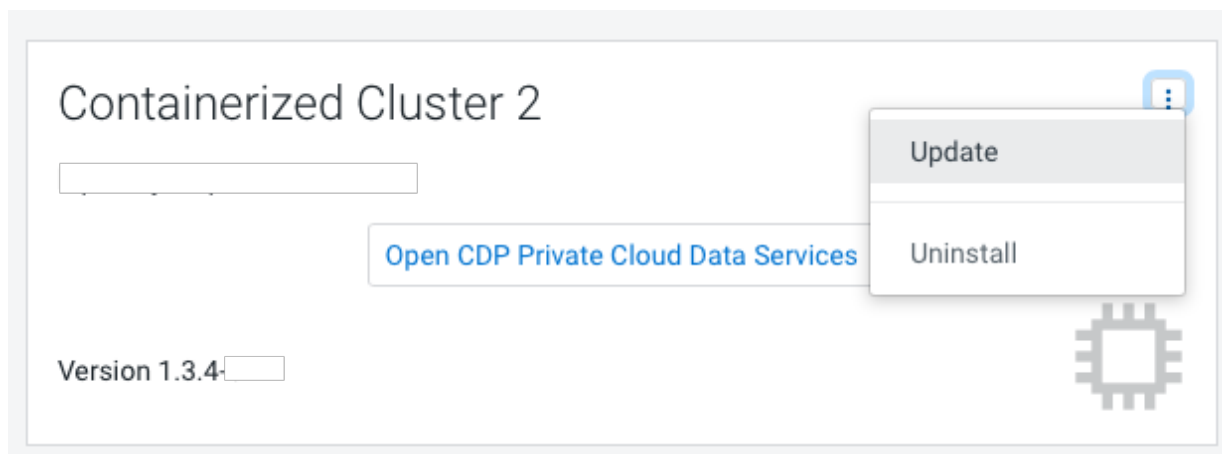 Containerized Cluster 2
Update
Open CDP Private Cloud Data Services
Uninstall
Version 1.3.4-